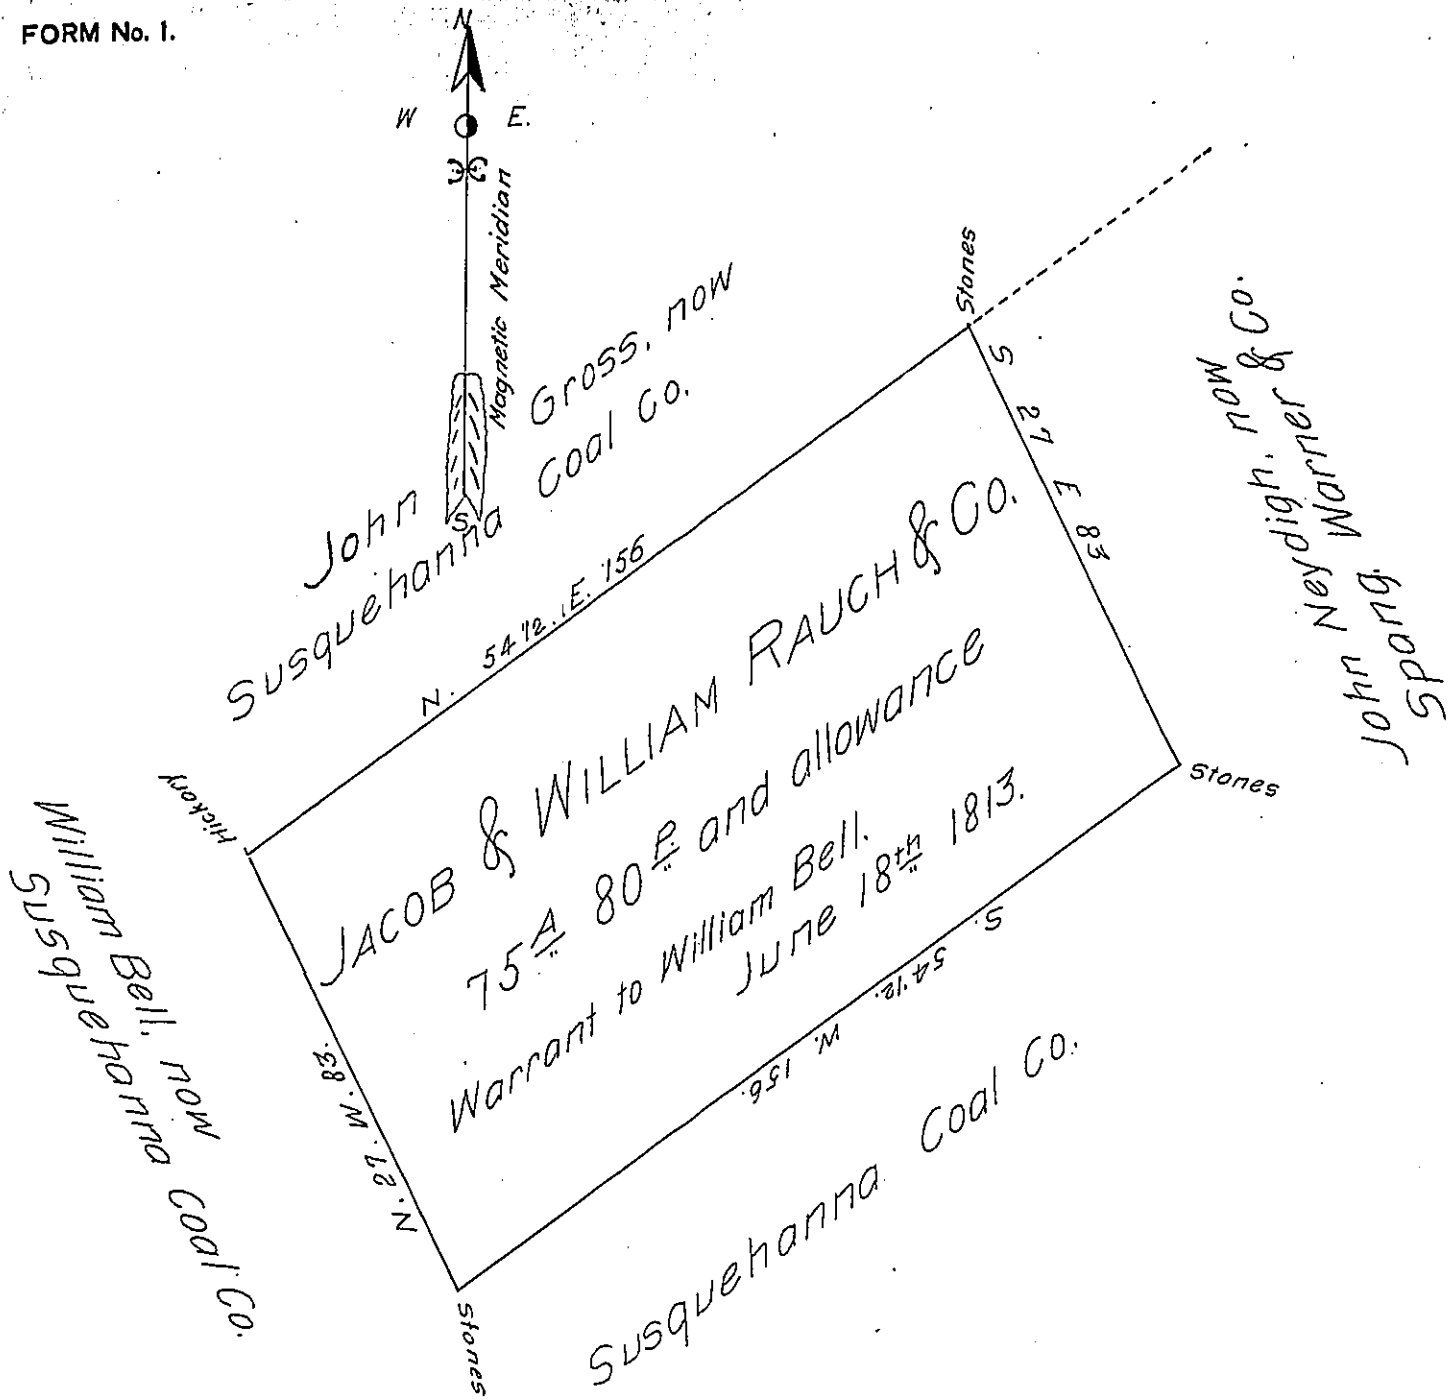 FORM No. 1.
N
W E.
Magnetic Meridian
S
John Gross, now
Susquehanna Coal Co.
Stones
N. 54½. E. 156
S 27 E 83
John Neydigh, now
Spang. Warner & Co.
Hickory
JACOB & WILLIAM RAUCH & Co.
75 A 80 P and allowance
Warrant to William Bell.
June 18th 1813.
Stones
William Bell, now
Susquehanna Coal Co.
N. 27. W. 83.
S. 54½. W. 156.
Stones
Susquehanna Coal Co.